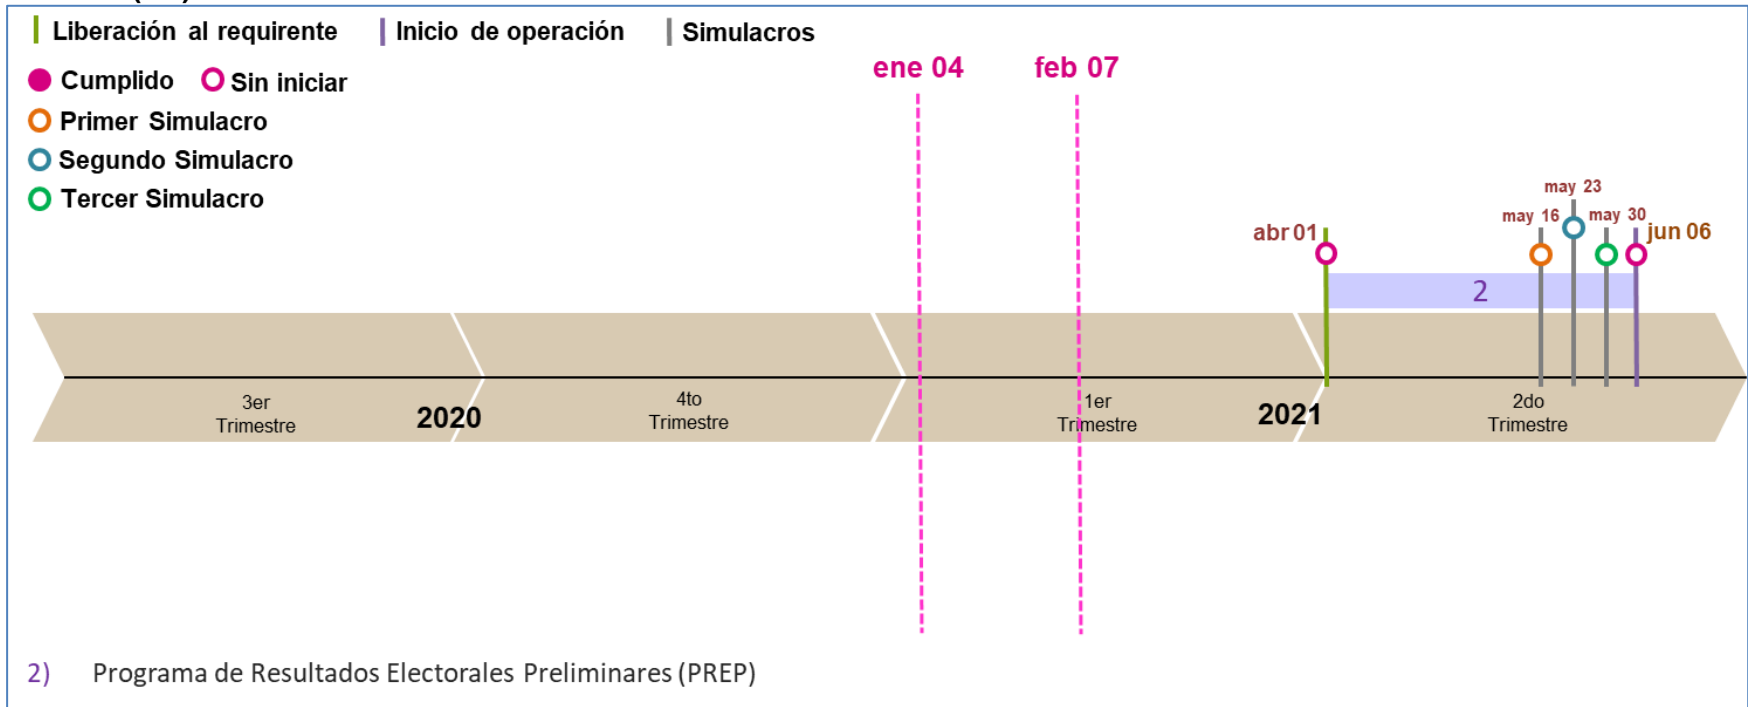 Liberación al requirente Inicio de operación Simulacros
Cumplido Sin iniciar
Primer Simulacro
Segundo Simulacro
Tercer Simulacro
ene 04 feb 07
may 23
may 16 may 30
abr 01 jun 06
2
3er
Trimestre
2020
4to
Trimestre
1er
Trimestre
2021
2do
Trimestre
2) Programa de Resultados Electorales Preliminares (PREP)